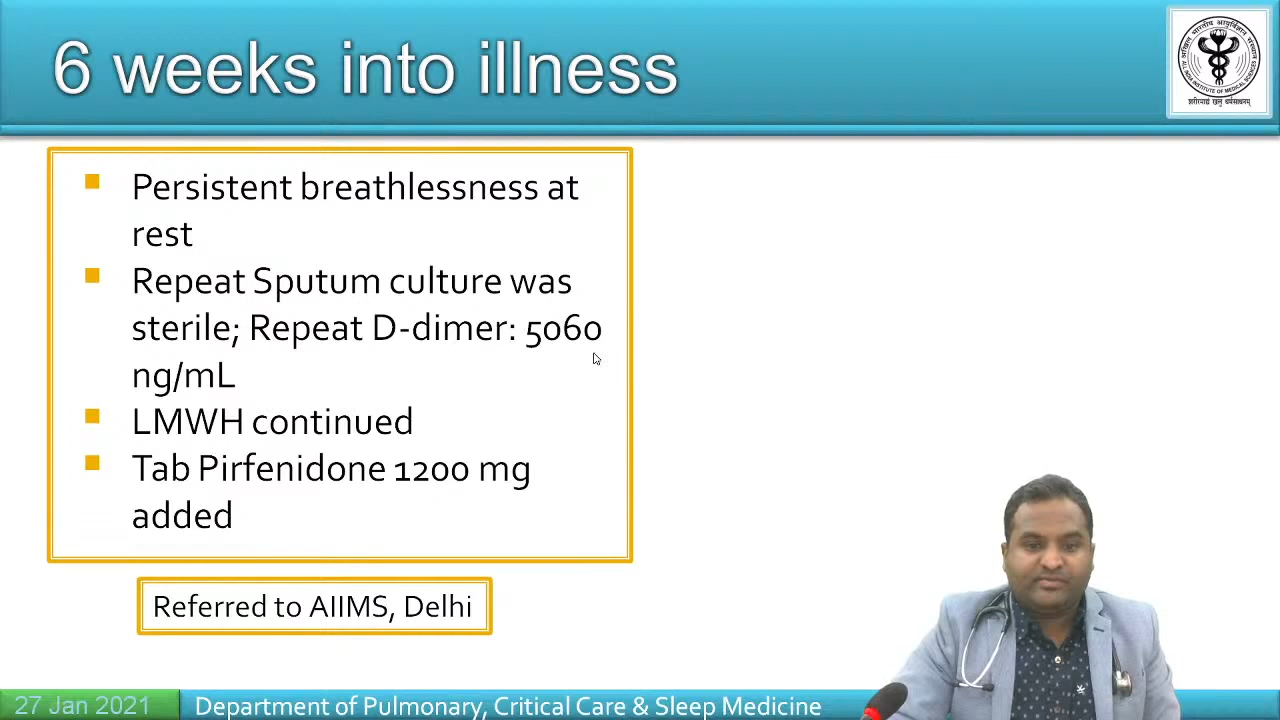 6 weeks into illness
Persistent breathlessness at
rest
Repeat Sputum culture was
sterile; Repeat D-dimer: 5060
ng/mL
LMWH continued
Tab Pirfenidone 1200 mg
added
Referred to AIIMS, Delhi
27 Jan 2021
Department of Pulmonary, Critical Care & Sleep Medicine